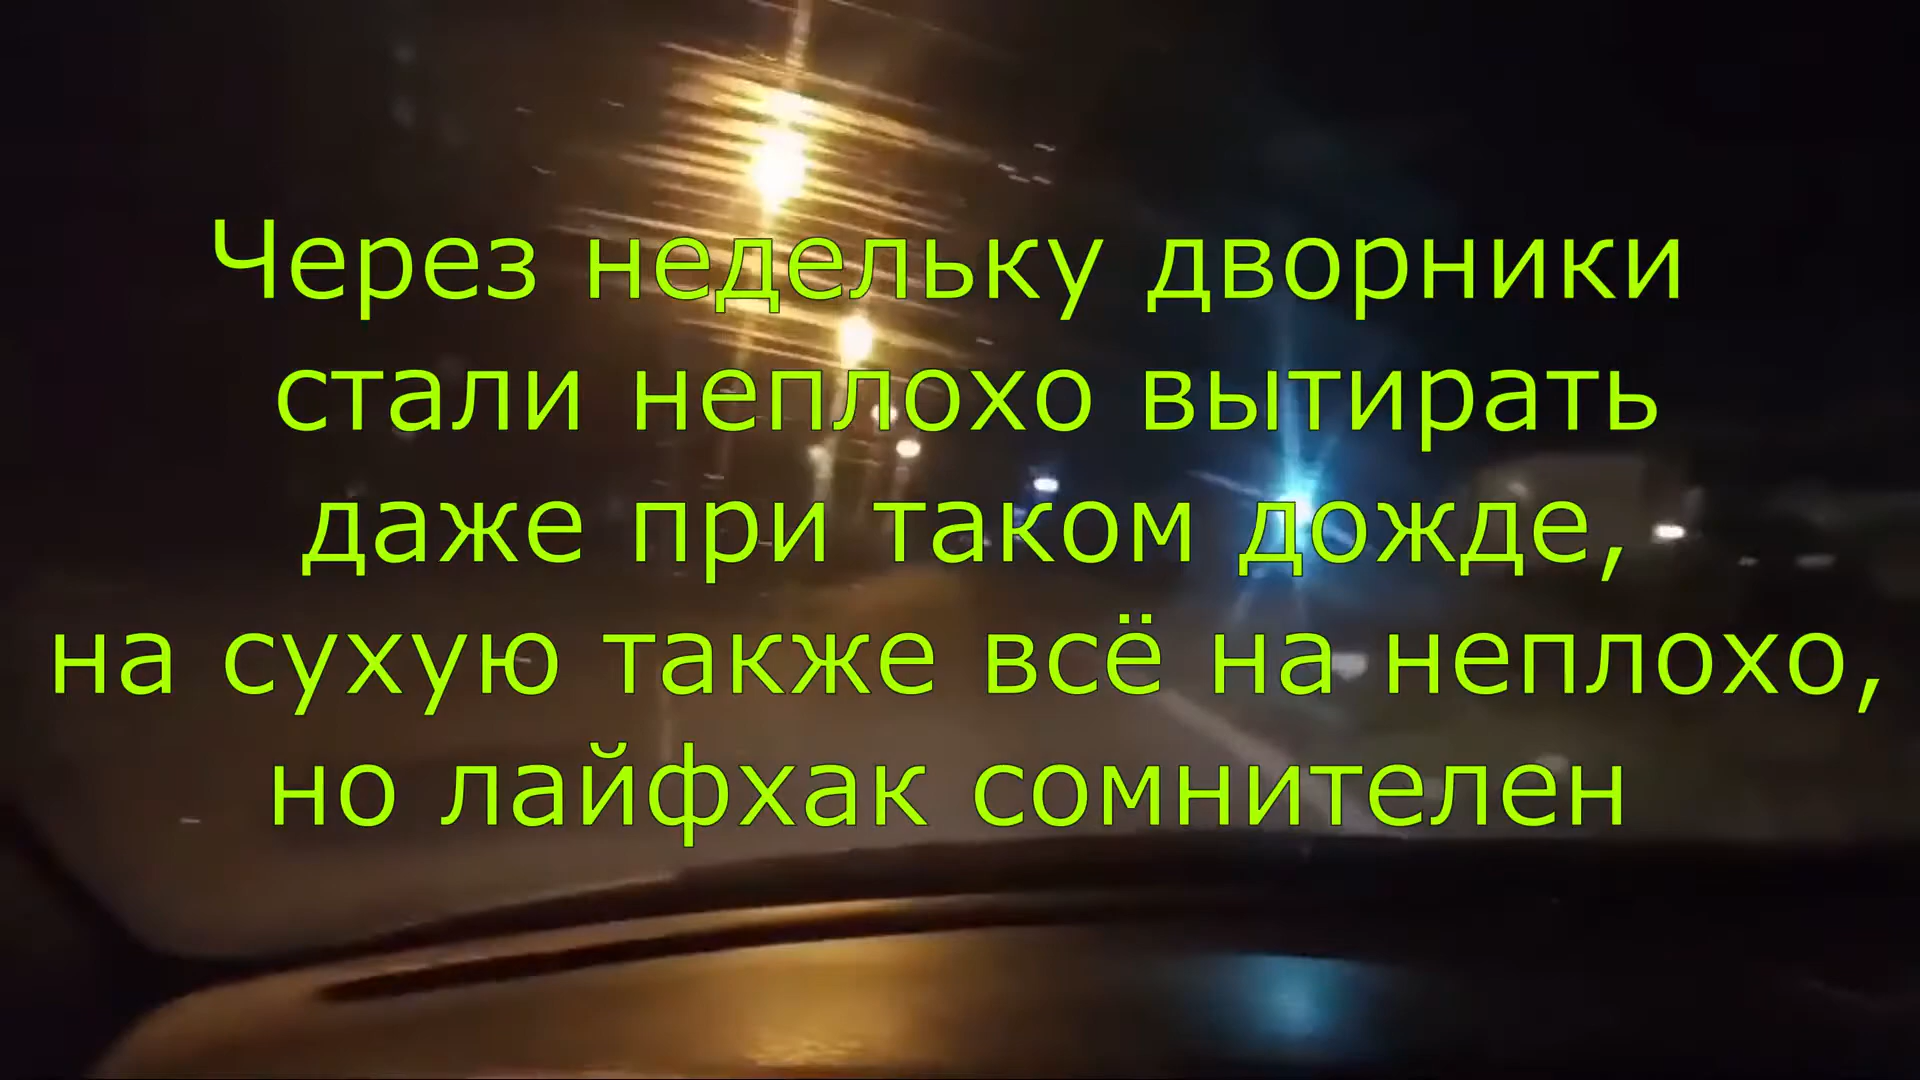 Через недельку дворники
стали неплохо вытирать
даже при таком дожде,
на сухую также всё на неплохо,
но лайфхак сомнителен